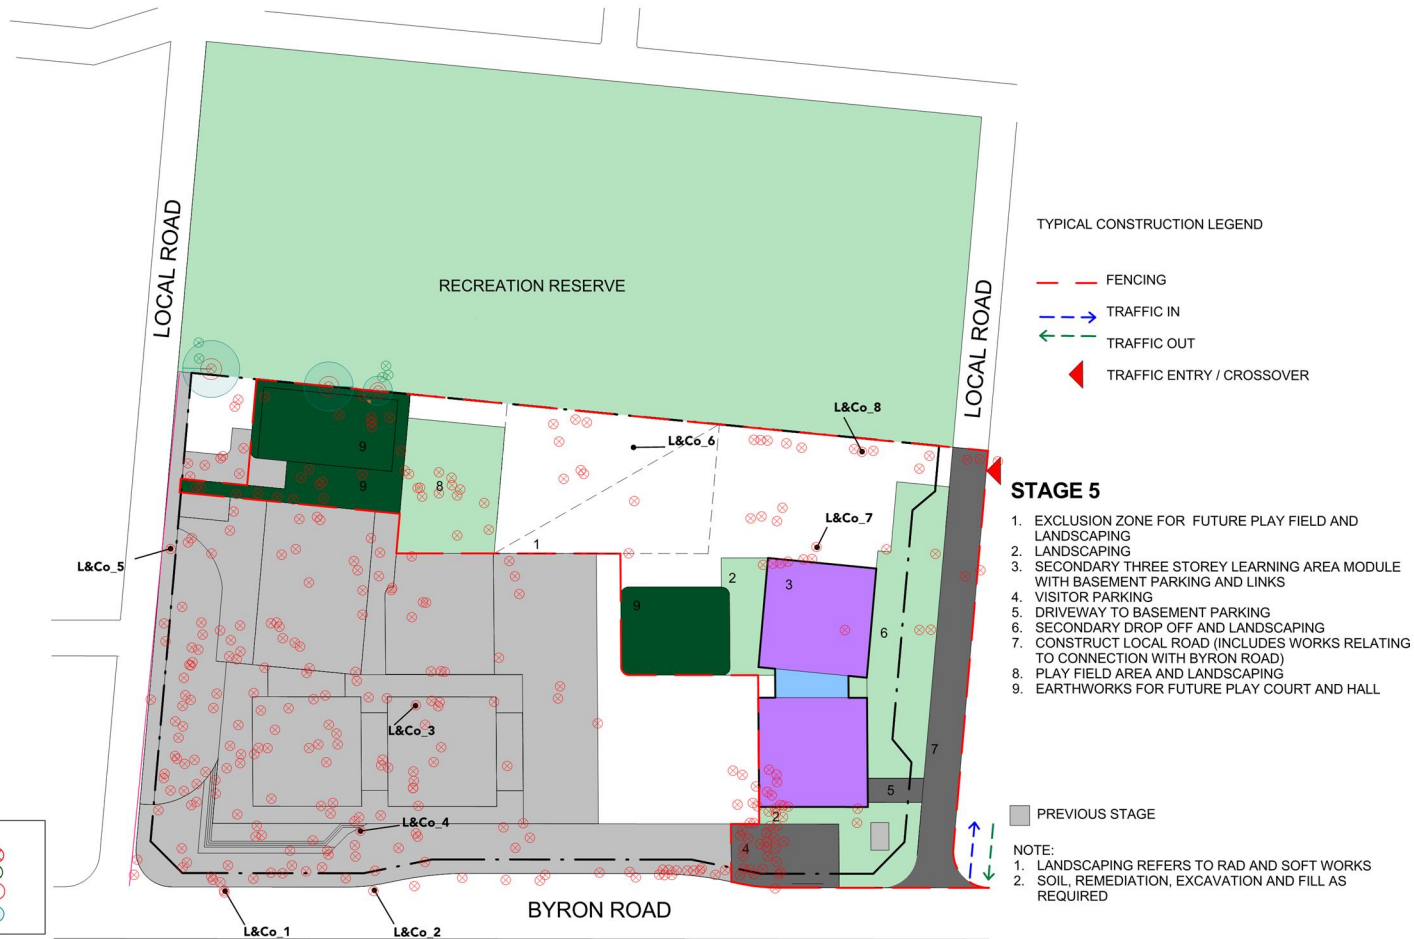 LOCAL ROAD
RECREATION RESERVE
LOCAL ROAD
L&Co_8
L&Co_6
L&Co_7
L&Co_5
L&Co_3
L&Co_4
L&Co_1
L&Co_2
9
9
8
1
2
3
9
6
7
5
2
4
BYRON ROAD
TYPICAL CONSTRUCTION LEGEND
FENCING
TRAFFIC IN
TRAFFIC OUT
TRAFFIC ENTRY / CROSSOVER
STAGE 5
1. EXCLUSION ZONE FOR FUTURE PLAY FIELD AND
LANDSCAPING
2. LANDSCAPING
3. SECONDARY THREE STOREY LEARNING AREA MODULE
WITH BASEMENT PARKING AND LINKS
4. VISITOR PARKING
5. DRIVEWAY TO BASEMENT PARKING
6. SECONDARY DROP OFF AND LANDSCAPING
7. CONSTRUCT LOCAL ROAD (INCLUDES WORKS RELATING
TO CONNECTION WITH BYRON ROAD)
8. PLAY FIELD AREA AND LANDSCAPING
9. EARTHWORKS FOR FUTURE PLAY COURT AND HALL
PREVIOUS STAGE
NOTE:
1. LANDSCAPING REFERS TO RAD AND SOFT WORKS
2. SOIL, REMEDIATION, EXCAVATION AND FILL AS
REQUIRED